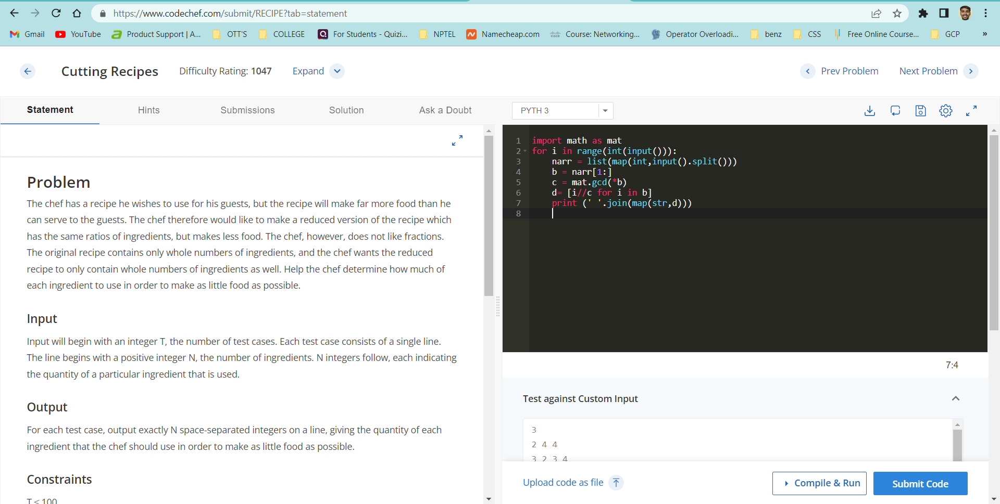 https://www.codechef.com/submit/RECIPE?tab=statement
Gmail
YouTube
Product Support | A...
OTT'S
COLLEGE
For Students - Quizi...
NPTEL
Namecheap.com
Course: Networking...
Operator Overloadi...
benz
CSS
Free Online Course...
GCP
»
Cutting Recipes
Difficulty Rating: 1047
Expand
Prev Problem
Next Problem
Statement
Hints
Submissions
Solution
Ask a Doubt
PYTH 3
Problem
The chef has a recipe he wishes to use for his guests, but the recipe will make far more food than he
can serve to the guests. The chef therefore would like to make a reduced version of the recipe which
has the same ratios of ingredients, but makes less food. The chef, however, does not like fractions.
The original recipe contains only whole numbers of ingredients, and the chef wants the reduced
recipe to only contain whole numbers of ingredients as well. Help the chef determine how much of
each ingredient to use in order to make as little food as possible.
Input
Input will begin with an integer T, the number of test cases. Each test case consists of a single line.
The line begins with a positive integer N, the number of ingredients. N integers follow, each indicating
the quantity of a particular ingredient that is used.
Output
For each test case, output exactly N space-separated integers on a line, giving the quantity of each
ingredient that the chef should use in order to make as little food as possible.
Constraints
T ≤ 100
1 import math as mat
2 for i in range(int(input())):
3     narr = list(map(int,input().split()))
4     b = narr[1:]
5     c = mat.gcd(*b)
6     d= [i//c for i in b]
7     print (' '.join(map(str,d)))
8
7:4
Test against Custom Input
3
2 4 4
3 2 3 4
Upload code as file
Compile & Run
Submit Code